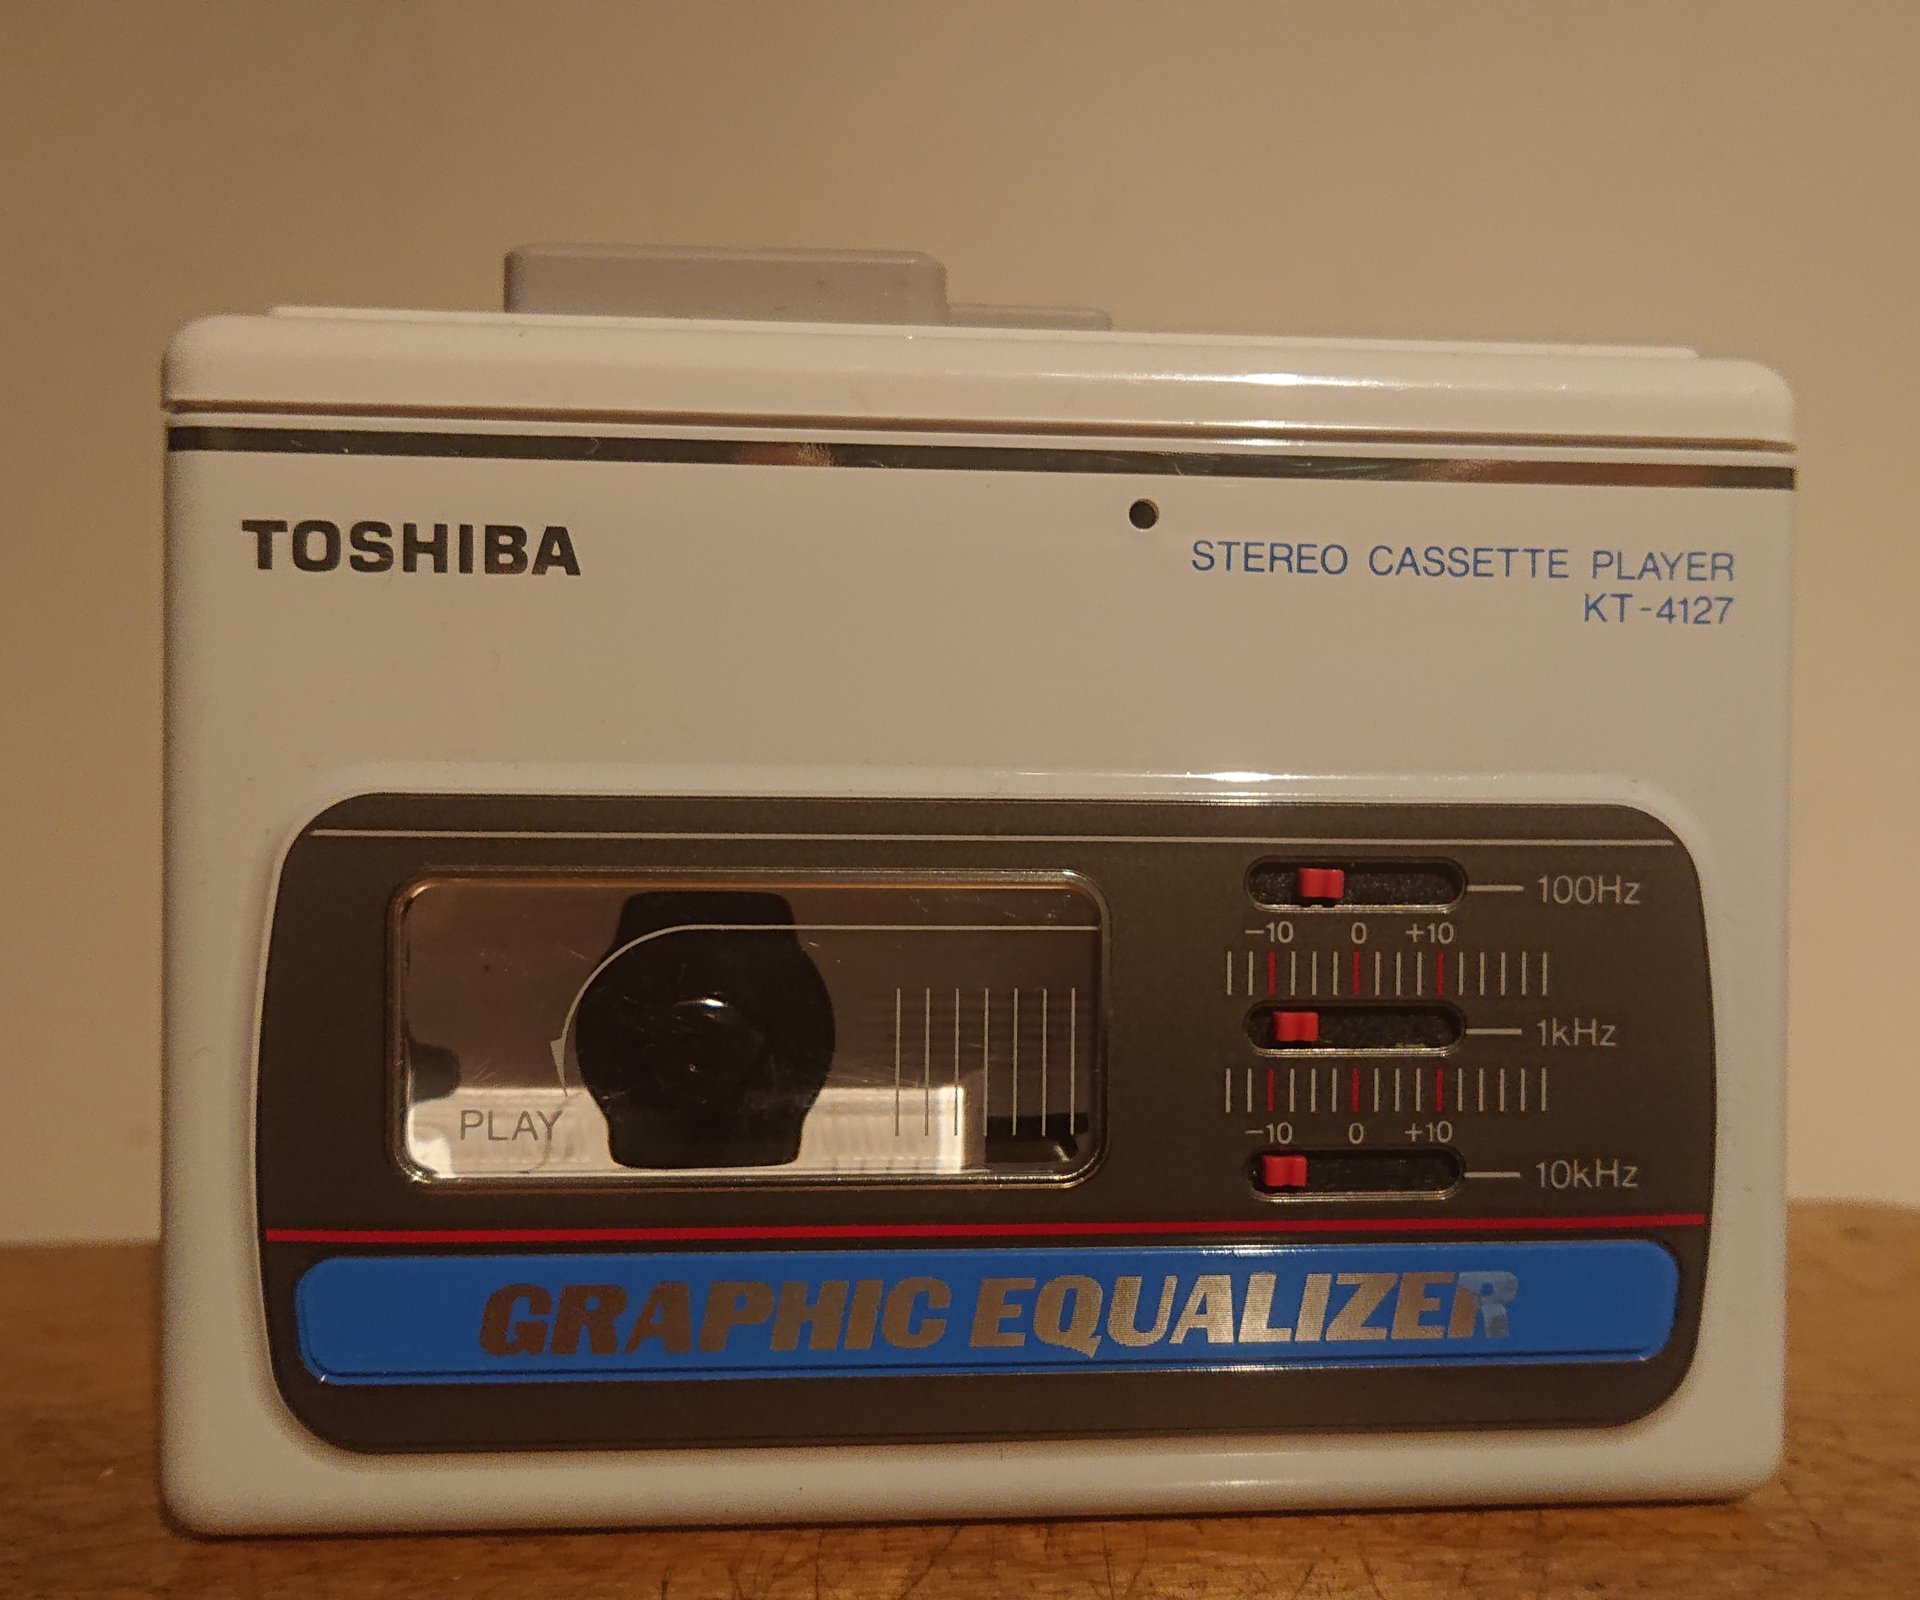 TOSHIBA
STEREO CASSETTE PLAYER
KT-4127
100Hz
-10 0 +10
1kHz
PLAY
-10 0 +10
10kHz
GRAPHIC EQUALIZER